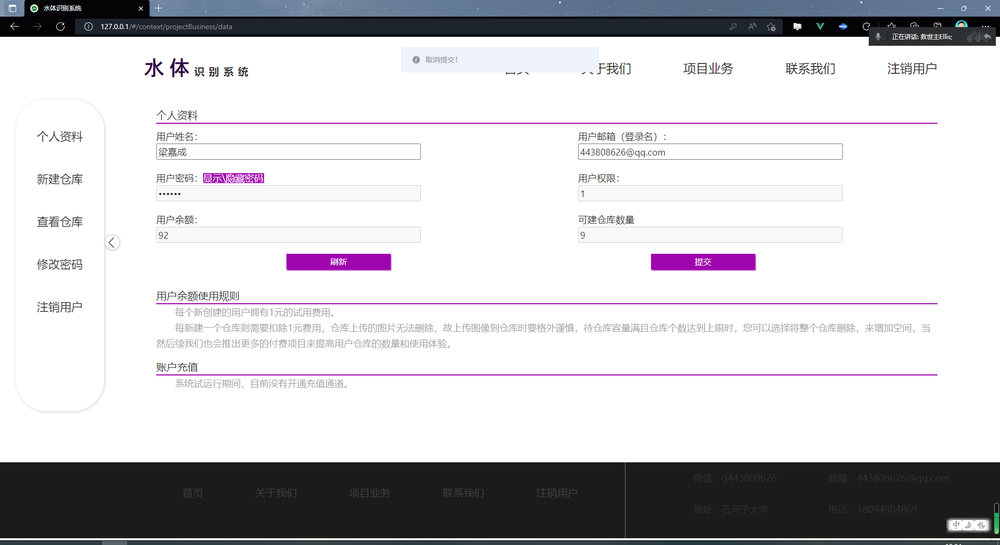 水体识别系统
127.0.0.1/#/context/projectBusiness/data
正在讲话: 救世主Ellis;
取消提交！
水体识别系统
关于我们
项目业务
联系我们
注销用户
个人资料
新建仓库
查看仓库
修改密码
注销用户
个人资料
用户姓名：
梁嘉成
用户邮箱（登录名）：
443808626@qq.com
用户密码：显示\隐藏密码
••••••
用户权限：
1
用户余额：
92
可建仓库数量
9
刷新
提交
用户余额使用规则
每个新创建的用户拥有1元的试用费用。
每新建一个仓库则需要扣除1元费用，仓库上传的图片无法删除，故上传图像到仓库时要格外谨慎，待仓库容量满且仓库个数达到上限时，您可以选择将整个仓库删除，来增加空间，当
然后续我们也会推出更多的付费项目来提高用户仓库的数量和使用体验。
账户充值
系统试运行期间，目前没有开通充值通道。
首页
关于我们
项目业务
联系我们
注销用户
微信：q443808626
邮箱：443808626@qq.com
地址：石河子大学
电话：18094804869
中